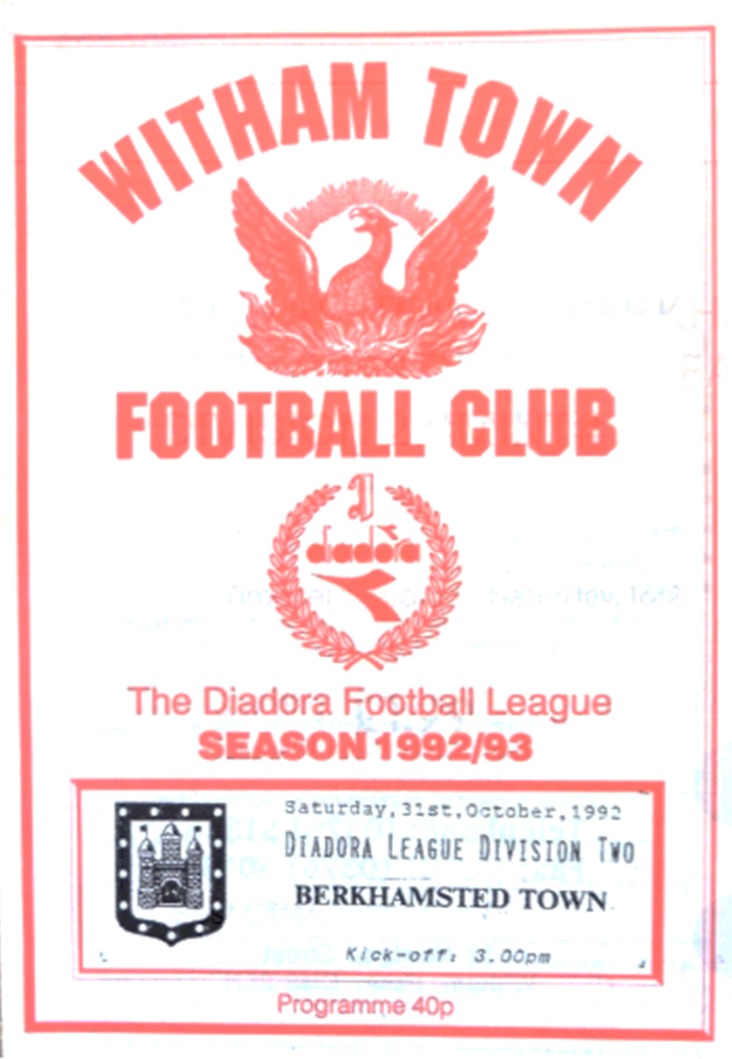 WITHAM TOWN
FOOTBALL CLUB
diadora
The Diadora Football League
SEASON 1992/93
Saturday,31st,October,1992
DIADORA LEAGUE DIVISION TWO
BERKHAMSTED TOWN
Kick-off: 3.00pm
Programme 40p